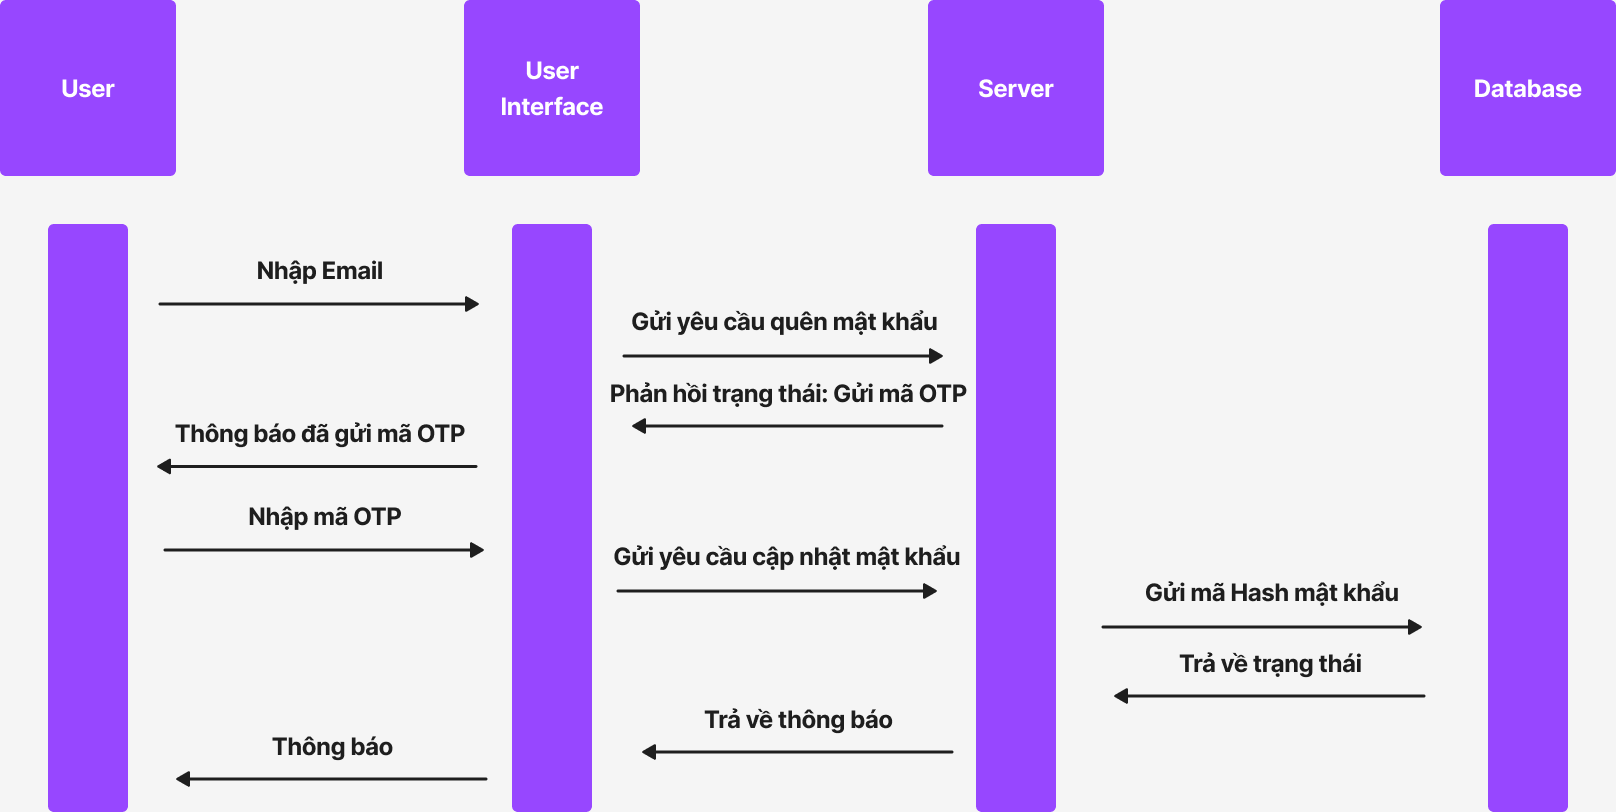 User
User
Interface
Server
Database
Nhập Email
Gửi yêu cầu quên mật khẩu
Phản hồi trạng thái: Gửi mã OTP
Thông báo đã gửi mã OTP
Nhập mã OTP
Gửi yêu cầu cập nhật mật khẩu
Gửi mã Hash mật khẩu
Trả về trạng thái
Trả về thông báo
Thông báo